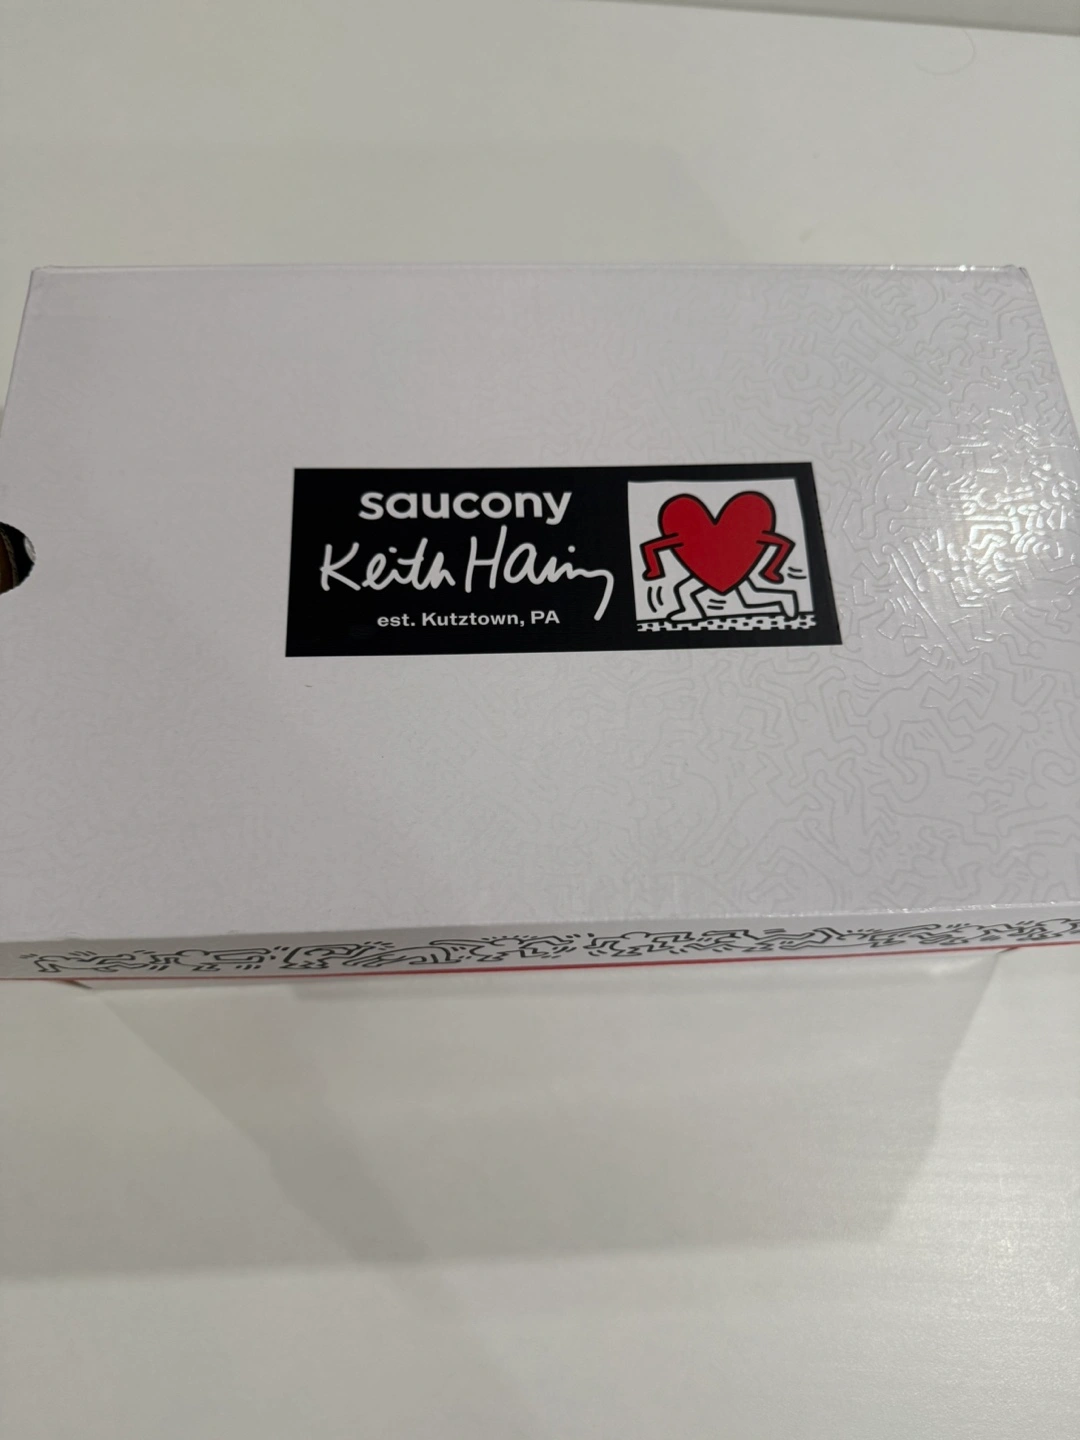 saucony
Keith Haring
est. Kutztown, PA